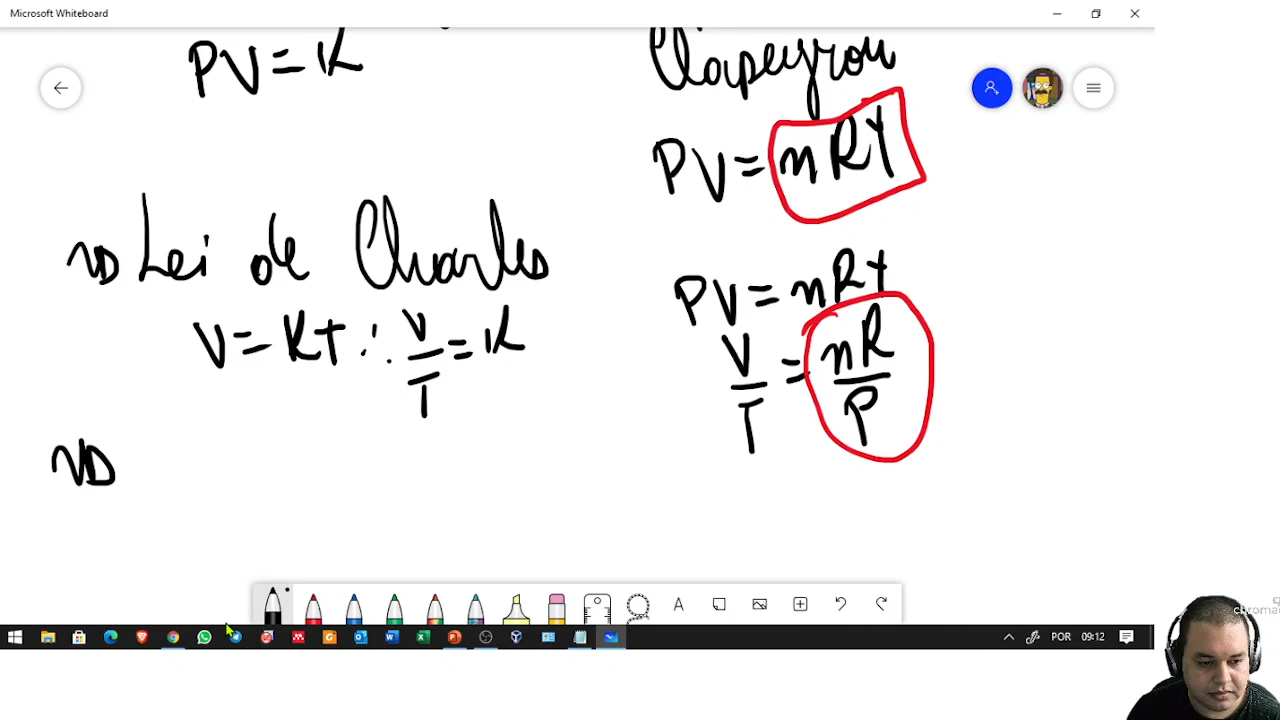 Microsoft Whiteboard
PV=K
Clapeyron
PV=nRT
Lei de Charles
V=KT ∴ V/T=K
PV=nRT
V/T=nR/P
A
POR 09:12